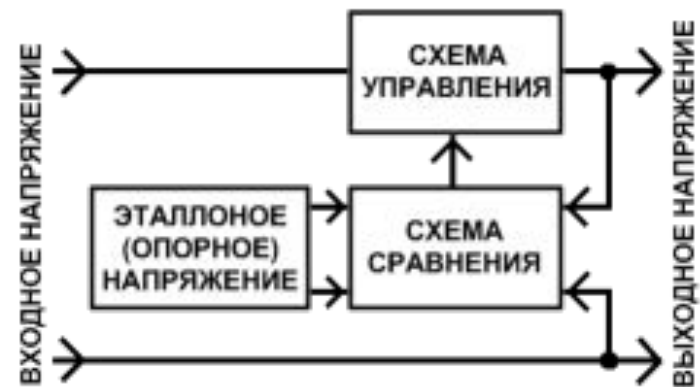 ВХОДНОЕ НАПРЯЖЕНИЕ
СХЕМА
УПРАВЛЕНИЯ
ЭТАЛЛОНОЕ
(ОПОРНОЕ)
НАПРЯЖЕНИЕ
СХЕМА
СРАВНЕНИЯ
ВЫХОДНОЕ НАПРЯЖЕНИЕ